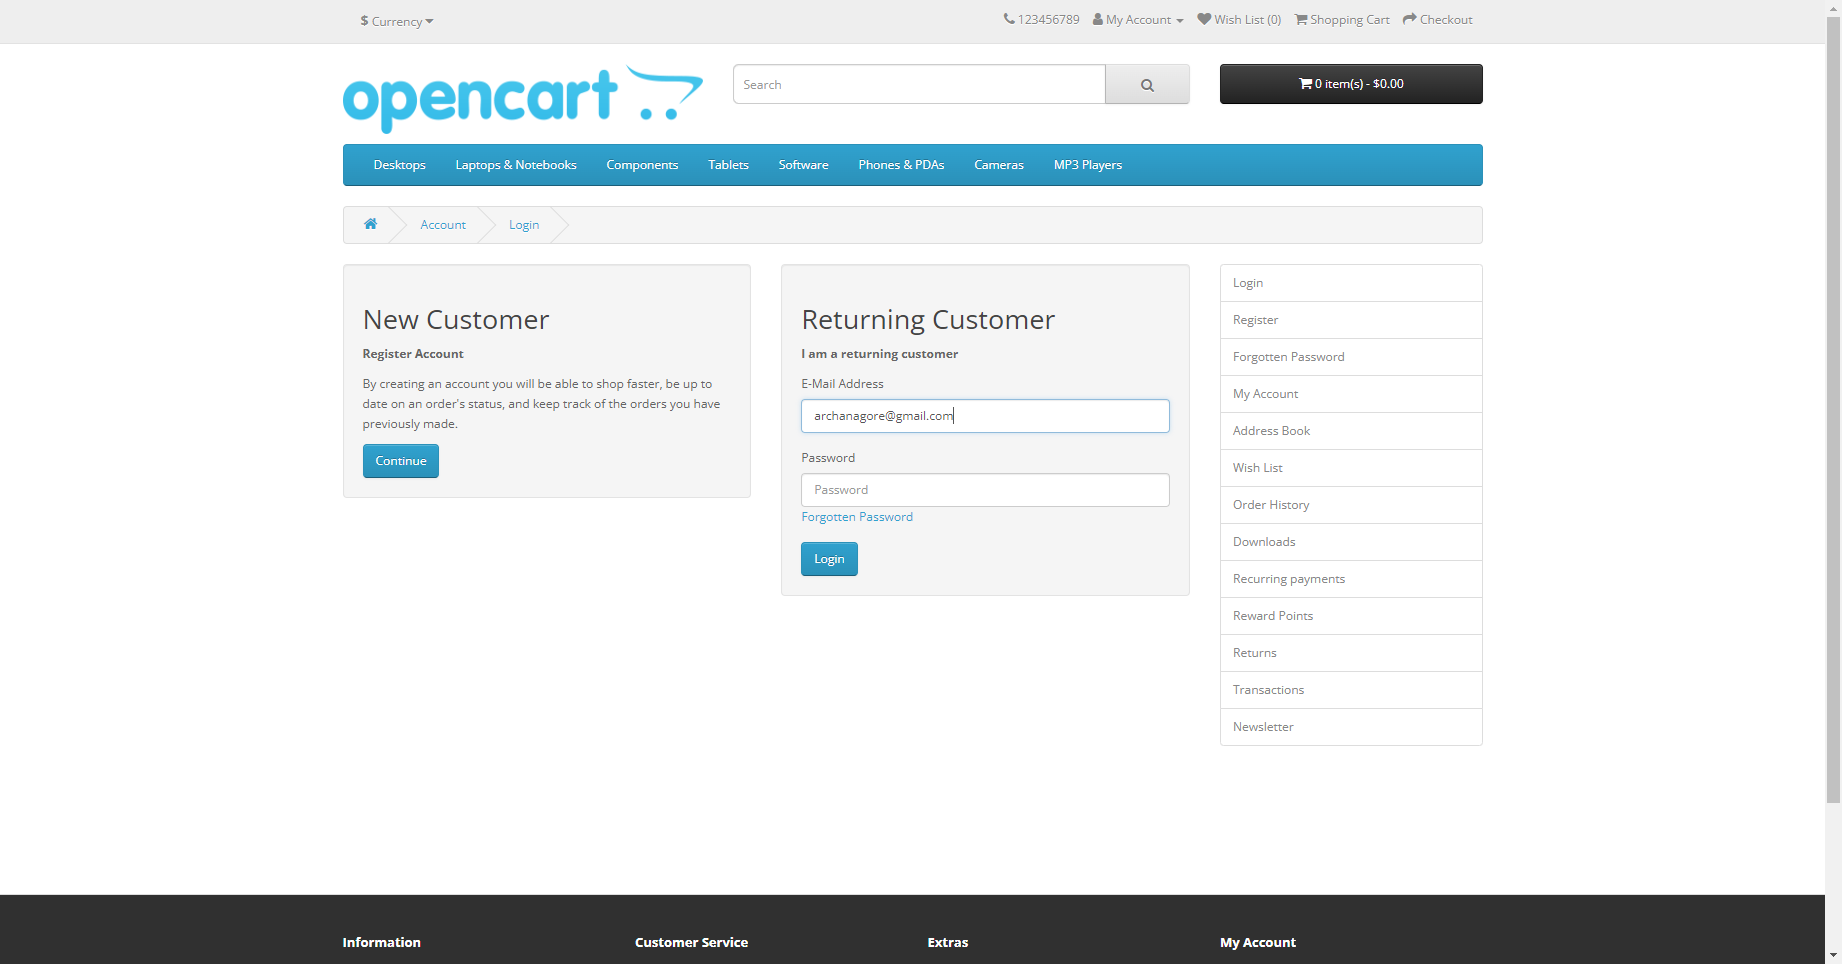 $ Currency
123456789 My Account Wish List (0) Shopping Cart Checkout
opencart
Search
0 item(s) - $0.00
Desktops Laptops & Notebooks Components Tablets Software Phones & PDAs Cameras MP3 Players
Account Login
New Customer
Register Account
By creating an account you will be able to shop faster, be up to
date on an order's status, and keep track of the orders you have
previously made.
Continue
Returning Customer
I am a returning customer
E-Mail Address
archanagore@gmail.com
Password
Password
Forgotten Password
Login
Login
Register
Forgotten Password
My Account
Address Book
Wish List
Order History
Downloads
Recurring payments
Reward Points
Returns
Transactions
Newsletter
Information Customer Service Extras My Account